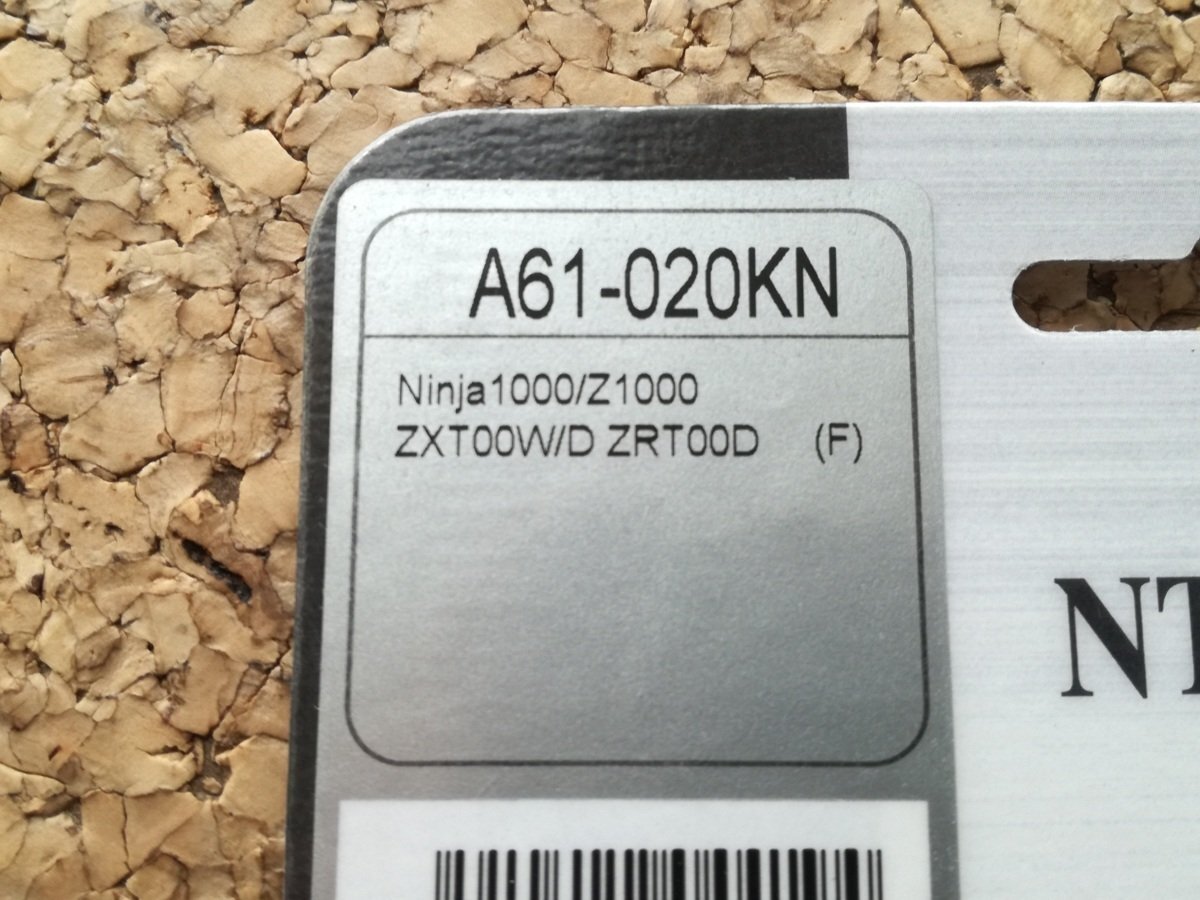 A61-020KN
Ninja1000/Z1000
ZXT00W/D ZRT00D (F)